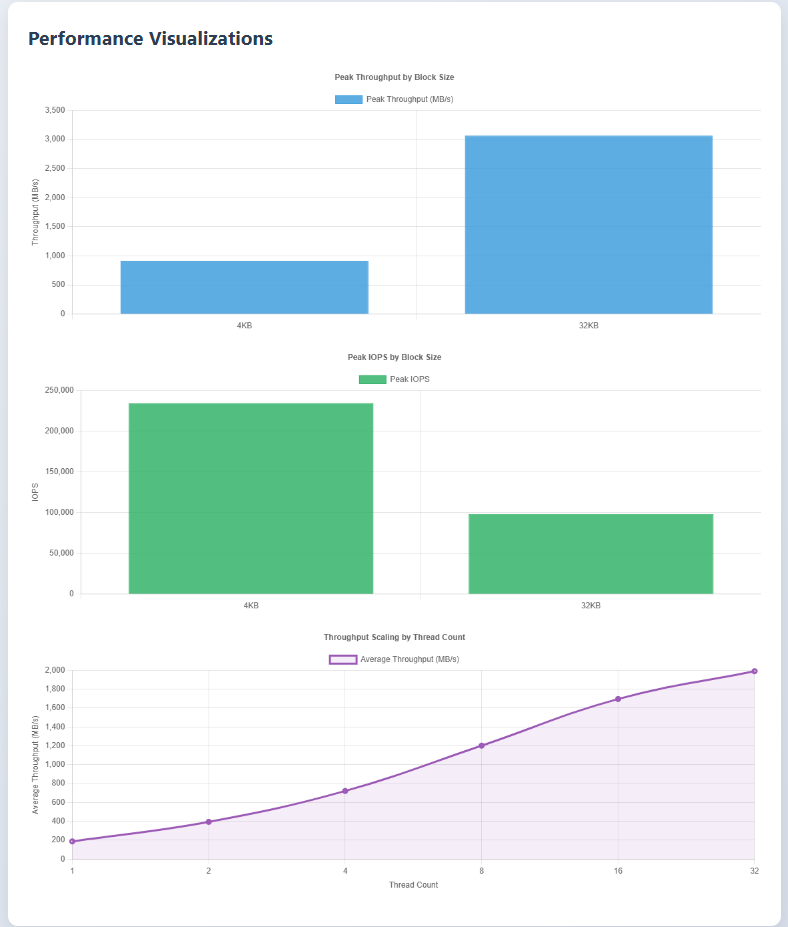 Performance Visualizations
Peak Throughput by Block Size
Peak Throughput (MB/s)
3,500
3,000
2,500
2,000
1,500
1,000
500
0
Throughput (MB/s)
4KB 32KB
Peak IOPS by Block Size
Peak IOPS
250,000
200,000
150,000
100,000
50,000
0
IOPS
4KB 32KB
Throughput Scaling by Thread Count
Average Throughput (MB/s)
2,000
1,800
1,600
1,400
1,200
1,000
800
600
400
200
0
Average Throughput (MB/s)
1 2 4 8 16 32
Thread Count